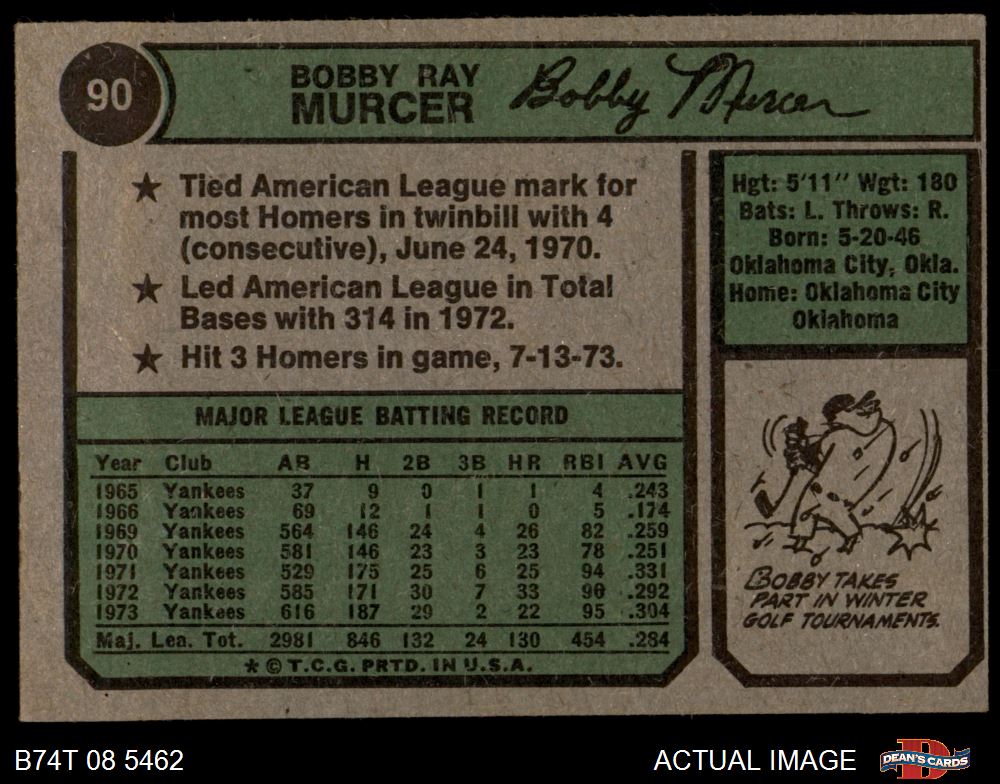 90
BOBBY RAY
MURCER
Bobby Murcer
★ Tied American League mark for
most Homers in twinbill with 4
(consecutive), June 24, 1970.
★ Led American League in Total
Bases with 314 in 1972.
★ Hit 3 Homers in game, 7-13-73.
Hgt: 5'11" Wgt: 180
Bats: L. Throws: R.
Born: 5-20-46
Oklahoma City, Okla.
Home: Oklahoma City
Oklahoma
MAJOR LEAGUE BATTING RECORD
Year Club AB H 2B 3B HR RBI AVG
1965 Yankees 37 9 0 1 1 4 .243
1966 Yankees 69 12 1 1 0 5 .174
1969 Yankees 564 146 24 4 26 82 .259
1970 Yankees 581 146 23 3 23 78 .251
1971 Yankees 529 175 25 6 25 94 .331
1972 Yankees 585 171 30 7 33 96 .292
1973 Yankees 616 187 29 2 22 95 .304
Maj. Lea. Tot. 2981 846 132 24 130 454 .284
★ © T.C.G. PRTD. IN U.S.A.
BOBBY TAKES
PART IN WINTER
GOLF TOURNAMENTS.
B74T 08 5462
ACTUAL IMAGE
DEAN'S CARDS